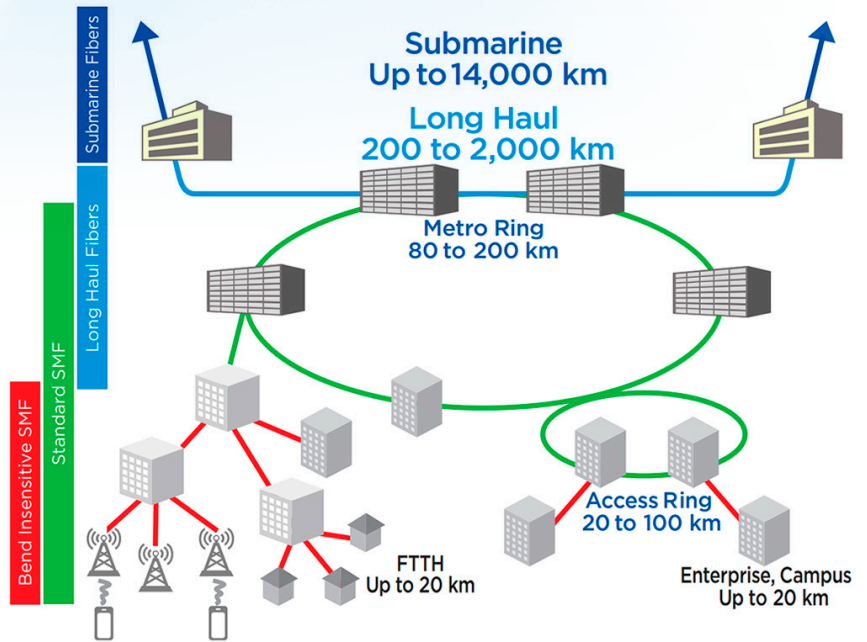 Submarine
Up to 14,000 km
Long Haul
200 to 2,000 km
Metro Ring
80 to 200 km
Access Ring
20 to 100 km
FTTH
Up to 20 km
Enterprise, Campus
Up to 20 km
Submarine Fibers
Long Haul Fibers
Standard SMF
Bend Insensitive SMF